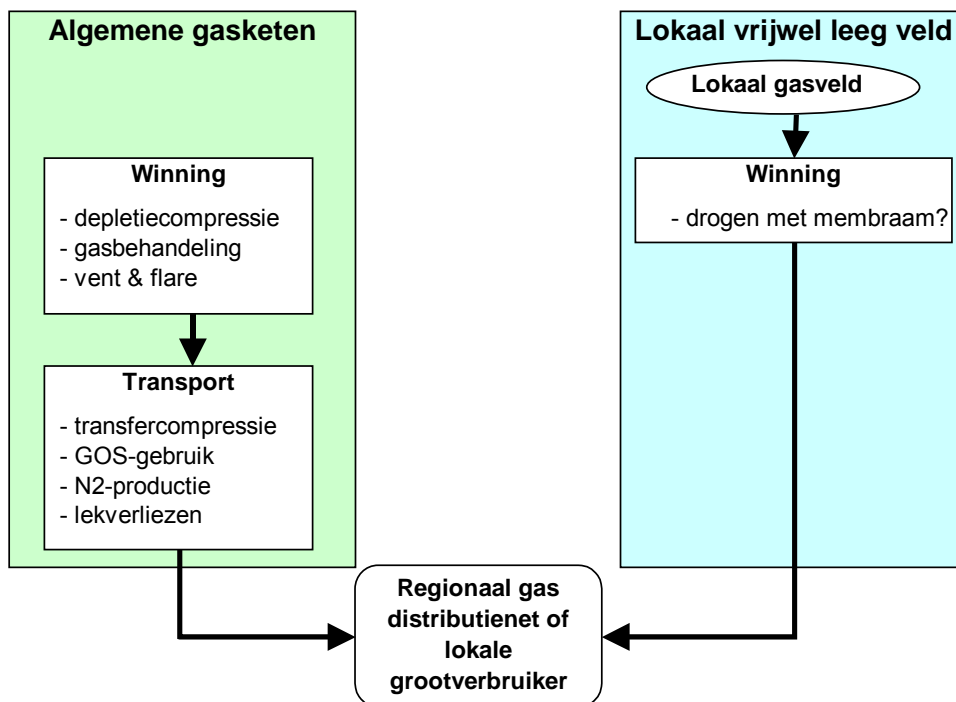 Algemene gasketen
Winning
- depletiecompressie
- gasbehandeling
- vent & flare
Transport
- transfercompressie
- GOS-gebruik
- N2-productie
- lekverliezen
Lokaal vrijwel leeg veld
Lokaal gasveld
Winning
- drogen met membraam?
Regionaal gas
distributienet of
lokale
grootverbruiker